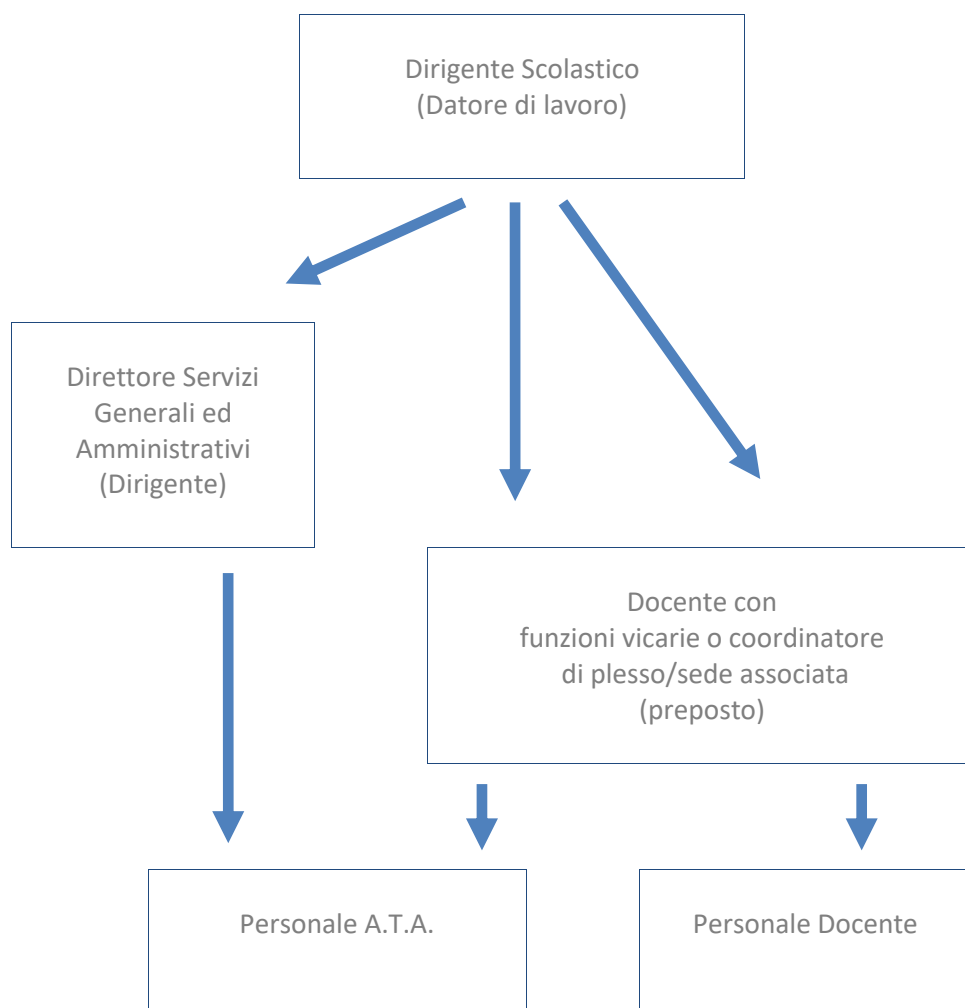 Dirigente Scolastico
(Datore di lavoro)
Direttore Servizi
Generali ed
Amministrativi
(Dirigente)
Docente con
funzioni vicarie o coordinatore
di plesso/sede associata
(preposto)
Personale A.T.A.
Personale Docente